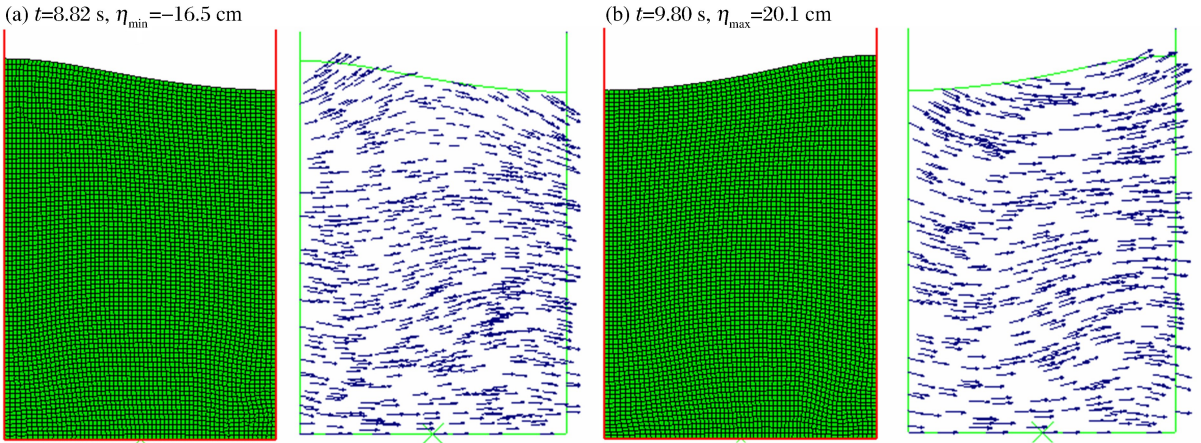 (a) t=8.82 s, ηmin=−16.5 cm
(b) t=9.80 s, ηmax=20.1 cm